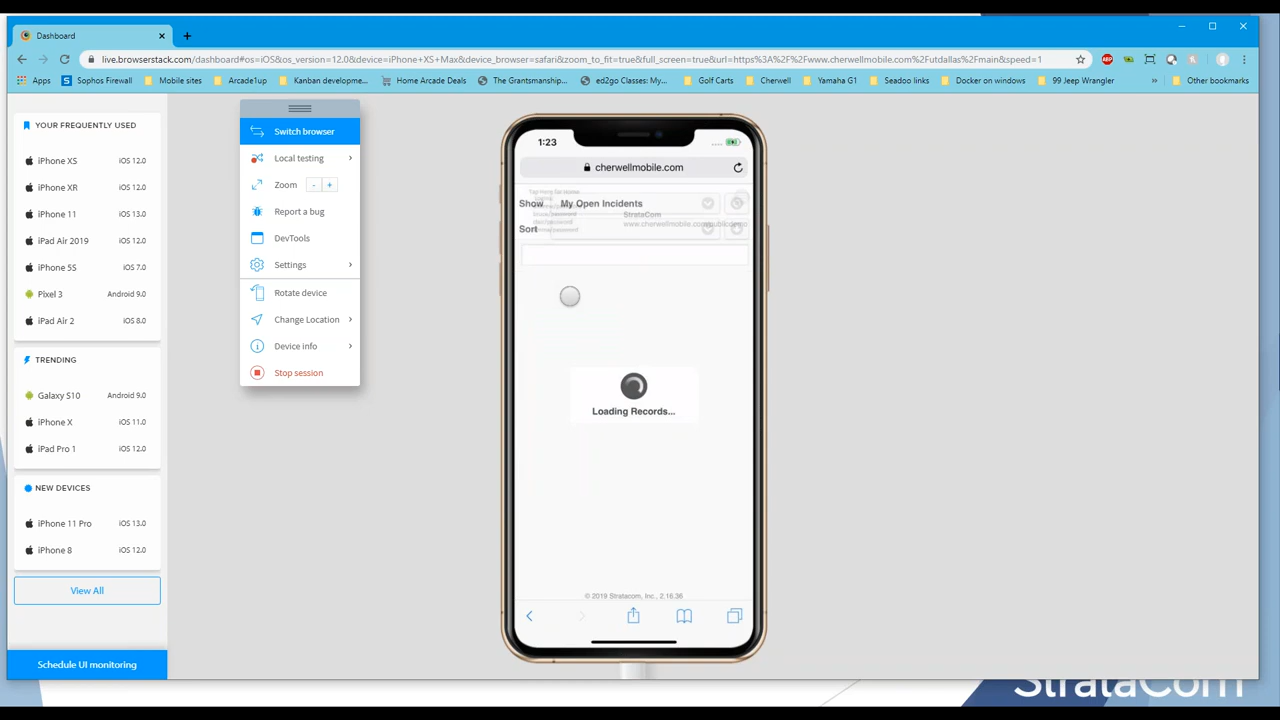 Dashboard
live.browserstack.com/dashboard#os=iOS&os_version=12.0&device=iPhone+XS+Max&device_browser=safari&zoom_to_fit=true&full_screen=true&url=https%3A%2F%2Fwww.cherwellmobile.com%2Futdallas%2Fmain&speed=1
Apps
Sophos Firewall
Mobile sites
Arcade1up
Kanban developme...
Home Arcade Deals
The Grantsmanship...
ed2go Classes: My...
Golf Carts
Cherwell
Yamaha G1
Seadoo links
Docker on windows
99 Jeep Wrangler
Other bookmarks
YOUR FREQUENTLY USED
iPhone XS iOS 12.0
iPhone XR iOS 12.0
iPhone 11 iOS 13.0
iPad Air 2019 iOS 12.0
iPhone 5S iOS 7.0
Pixel 3 Android 9.0
iPad Air 2 iOS 8.0
TRENDING
Galaxy S10 Android 9.0
iPhone X iOS 11.0
iPad Pro 1 iOS 12.0
NEW DEVICES
iPhone 11 Pro iOS 13.0
iPhone 8 iOS 12.0
View All
Schedule UI monitoring
Switch browser
Local testing
Zoom - +
Report a bug
DevTools
Settings
Rotate device
Change Location
Device info
Stop session
1:23
cherwellmobile.com
Show My Open Incidents
StrataCom
Sort
Loading Records...
© 2019 Stratacom, Inc., 2.16.36
StrataCom